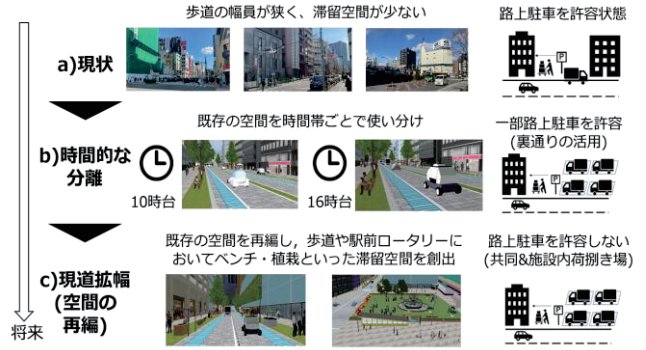 歩道の幅員が狭く、滞留空間が少ない
路上駐車を許容状態
a)現状
P
既存の空間を時間帯ごとで使い分け
一部路上駐車を許容
(裏通りの活用)
b)時間的な
分離
10時台
16時台
P
既存の空間を再編し，歩道や駅前ロータリーに
おいてベンチ・植栽といった滞留空間を創出
路上駐車を許容しない
(共同&施設内荷捌き場)
c)現道拡幅
(空間の
再編)
P
将来